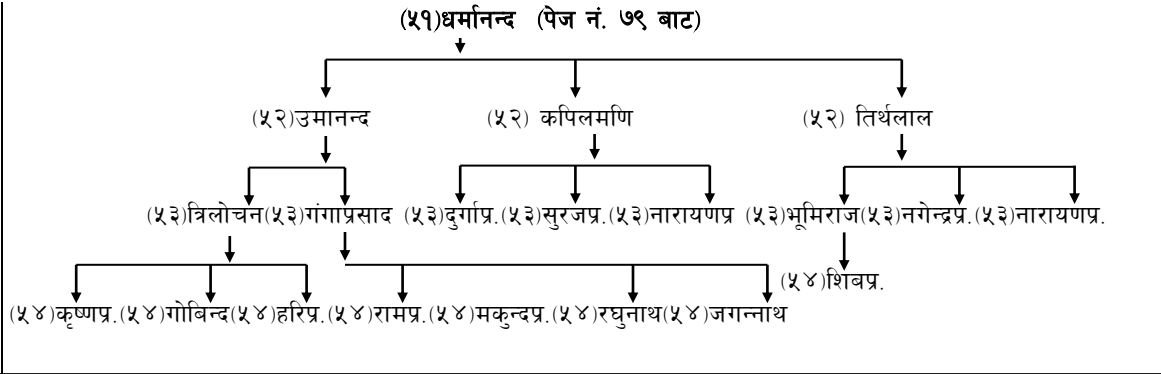 (५१)धर्मानन्द (पेज नं. ७९ बाट)
(५२)उमानन्द (५२) कपिलमणि (५२) तिर्थलाल
(५३)त्रिलोचन(५३)गंगाप्रसाद (५३)दुर्गाप्र.(५३)सुरजप्र.(५३)नारायणप्र (५३)भूमिराज(५३)नगेन्द्रप्र.(५३)नारायणप्र.
(५४)शिबप्र.
(५४)कृष्णप्र.(५४)गोबिन्द(५४)हरिप्र.(५४)रामप्र.(५४)मकुन्दप्र.(५४)रघुनाथ(५४)जगन्नाथ